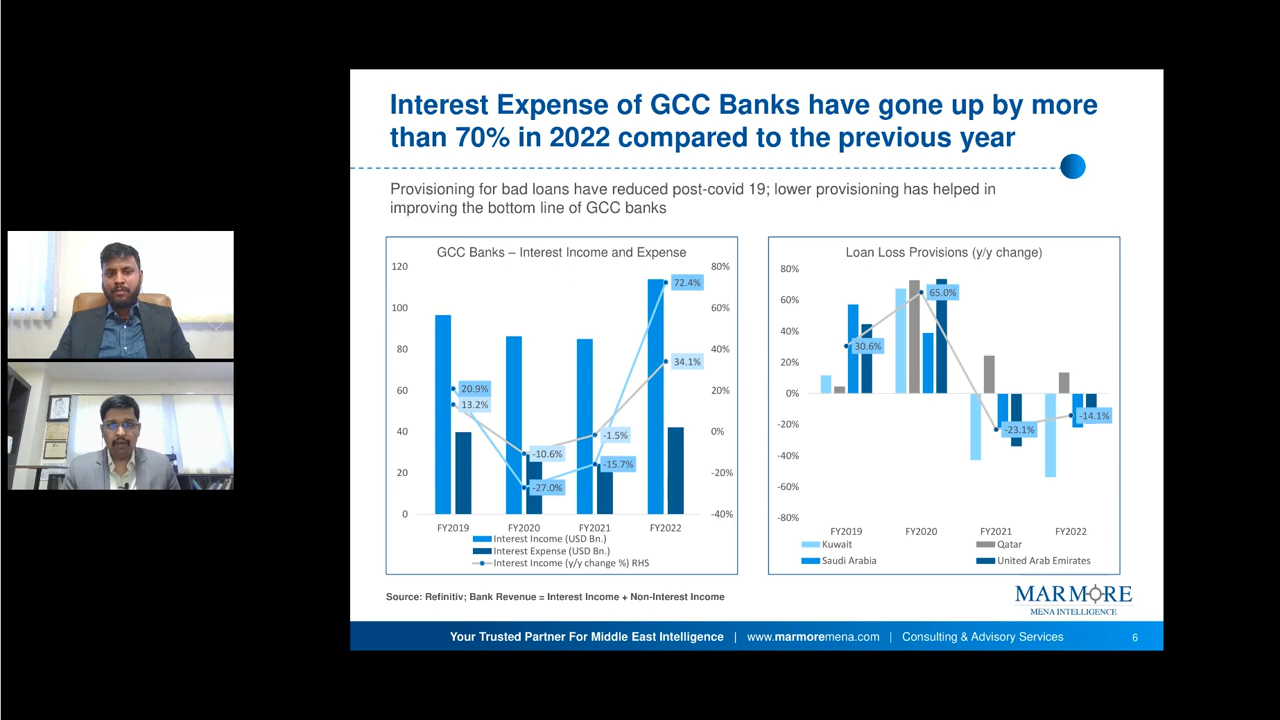 Interest Expense of GCC Banks have gone up by more
than 70% in 2022 compared to the previous year
Provisioning for bad loans have reduced post-covid 19; lower provisioning has helped in
improving the bottom line of GCC banks
GCC Banks – Interest Income and Expense
120
100
80
60
40
20
0
80%
60%
40%
20%
0%
-20%
-40%
20.9%
13.2%
-10.6%
-27.0%
-1.5%
-15.7%
72.4%
34.1%
FY2019 FY2020 FY2021 FY2022
Interest Income (USD Bn.)
Interest Expense (USD Bn.)
Interest Income (y/y change %) RHS
Loan Loss Provisions (y/y change)
80%
60%
40%
20%
0%
-20%
-40%
-60%
-80%
30.6%
65.0%
-23.1%
-14.1%
FY2019 FY2020 FY2021 FY2022
Kuwait Qatar
Saudi Arabia United Arab Emirates
Source: Refinitiv; Bank Revenue = Interest Income + Non-Interest Income
MARMORE
MENA INTELLIGENCE
Your Trusted Partner For Middle East Intelligence | www.marmoremena.com | Consulting & Advisory Services 6